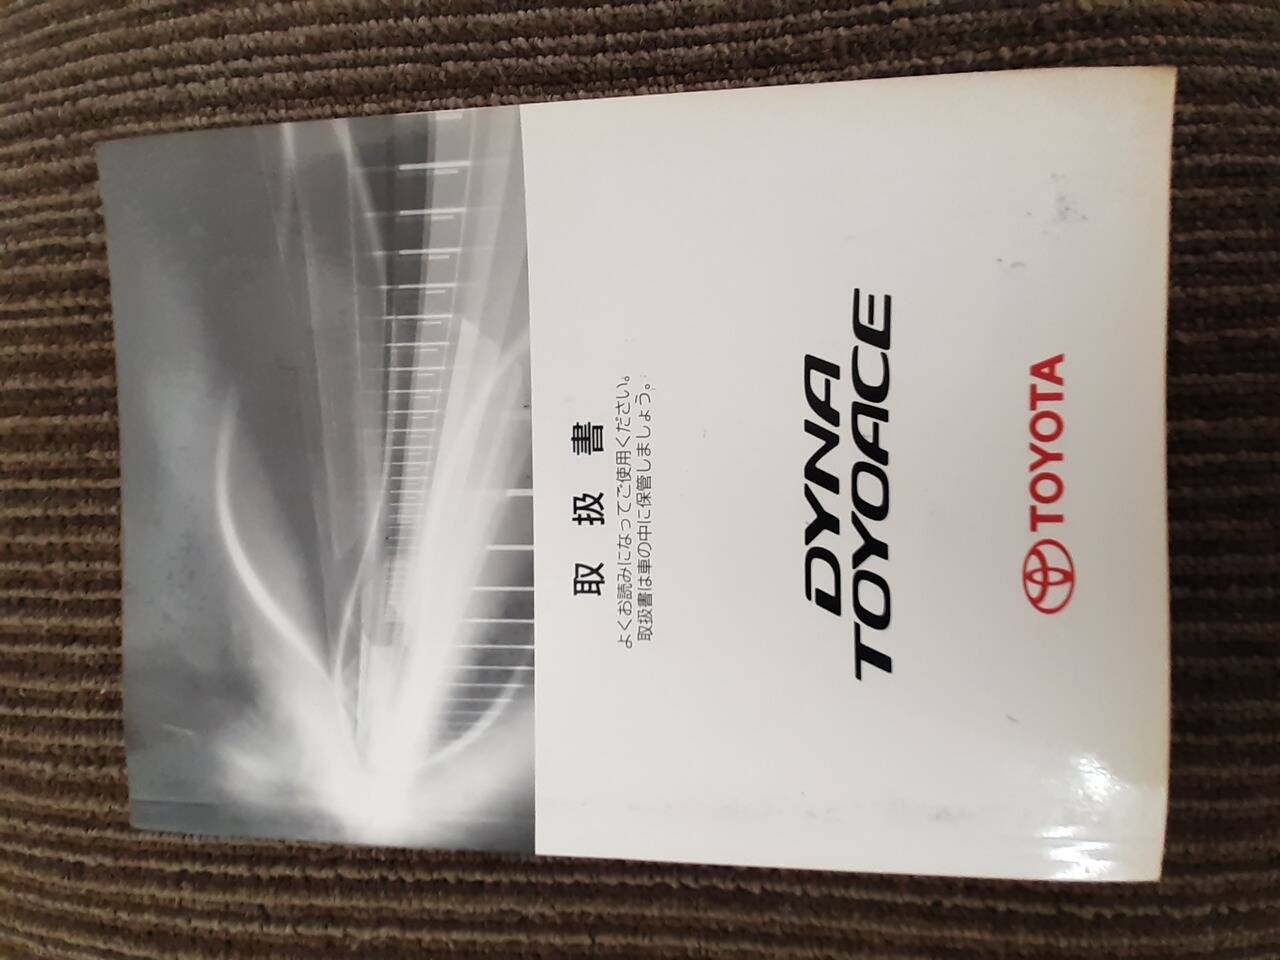 取扱書
よくお読みになってご使用ください。
取扱書は車の中に保管しましょう。
DYNA
TOYOACE
TOYOTA